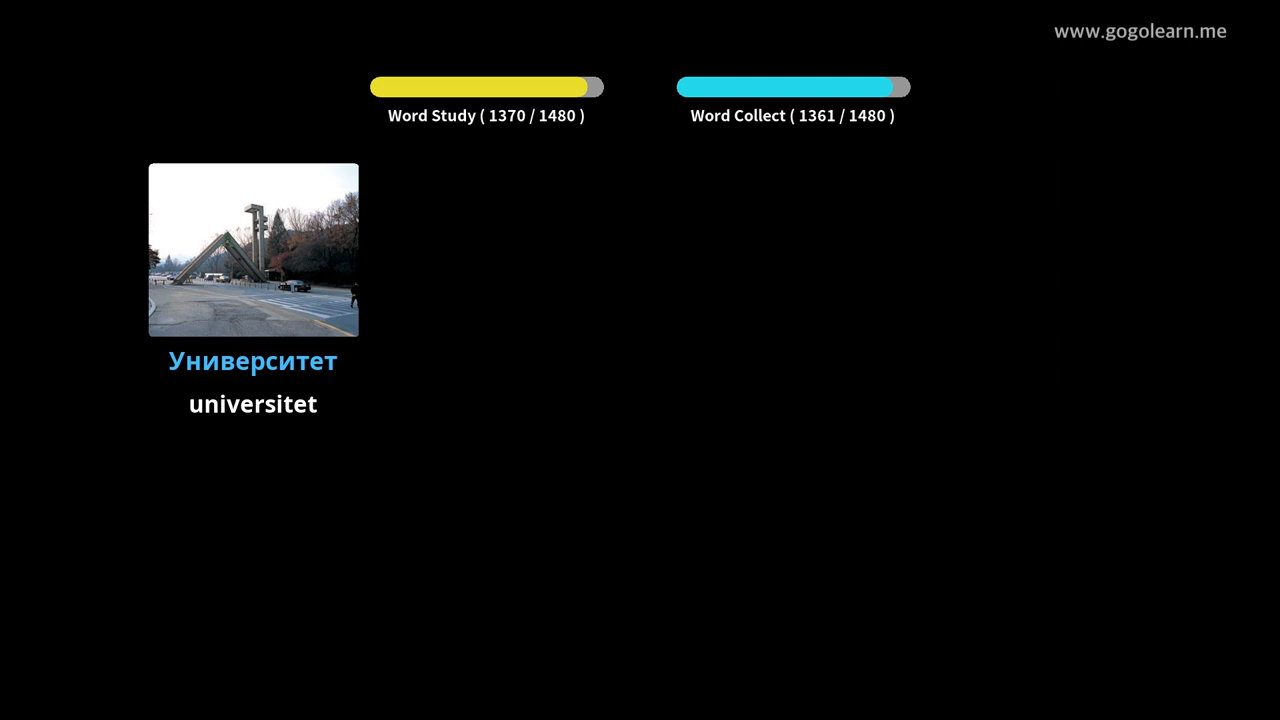 www.gogolearn.me
Word Study ( 1370 / 1480 )
Word Collect ( 1361 / 1480 )
Университет
universitet